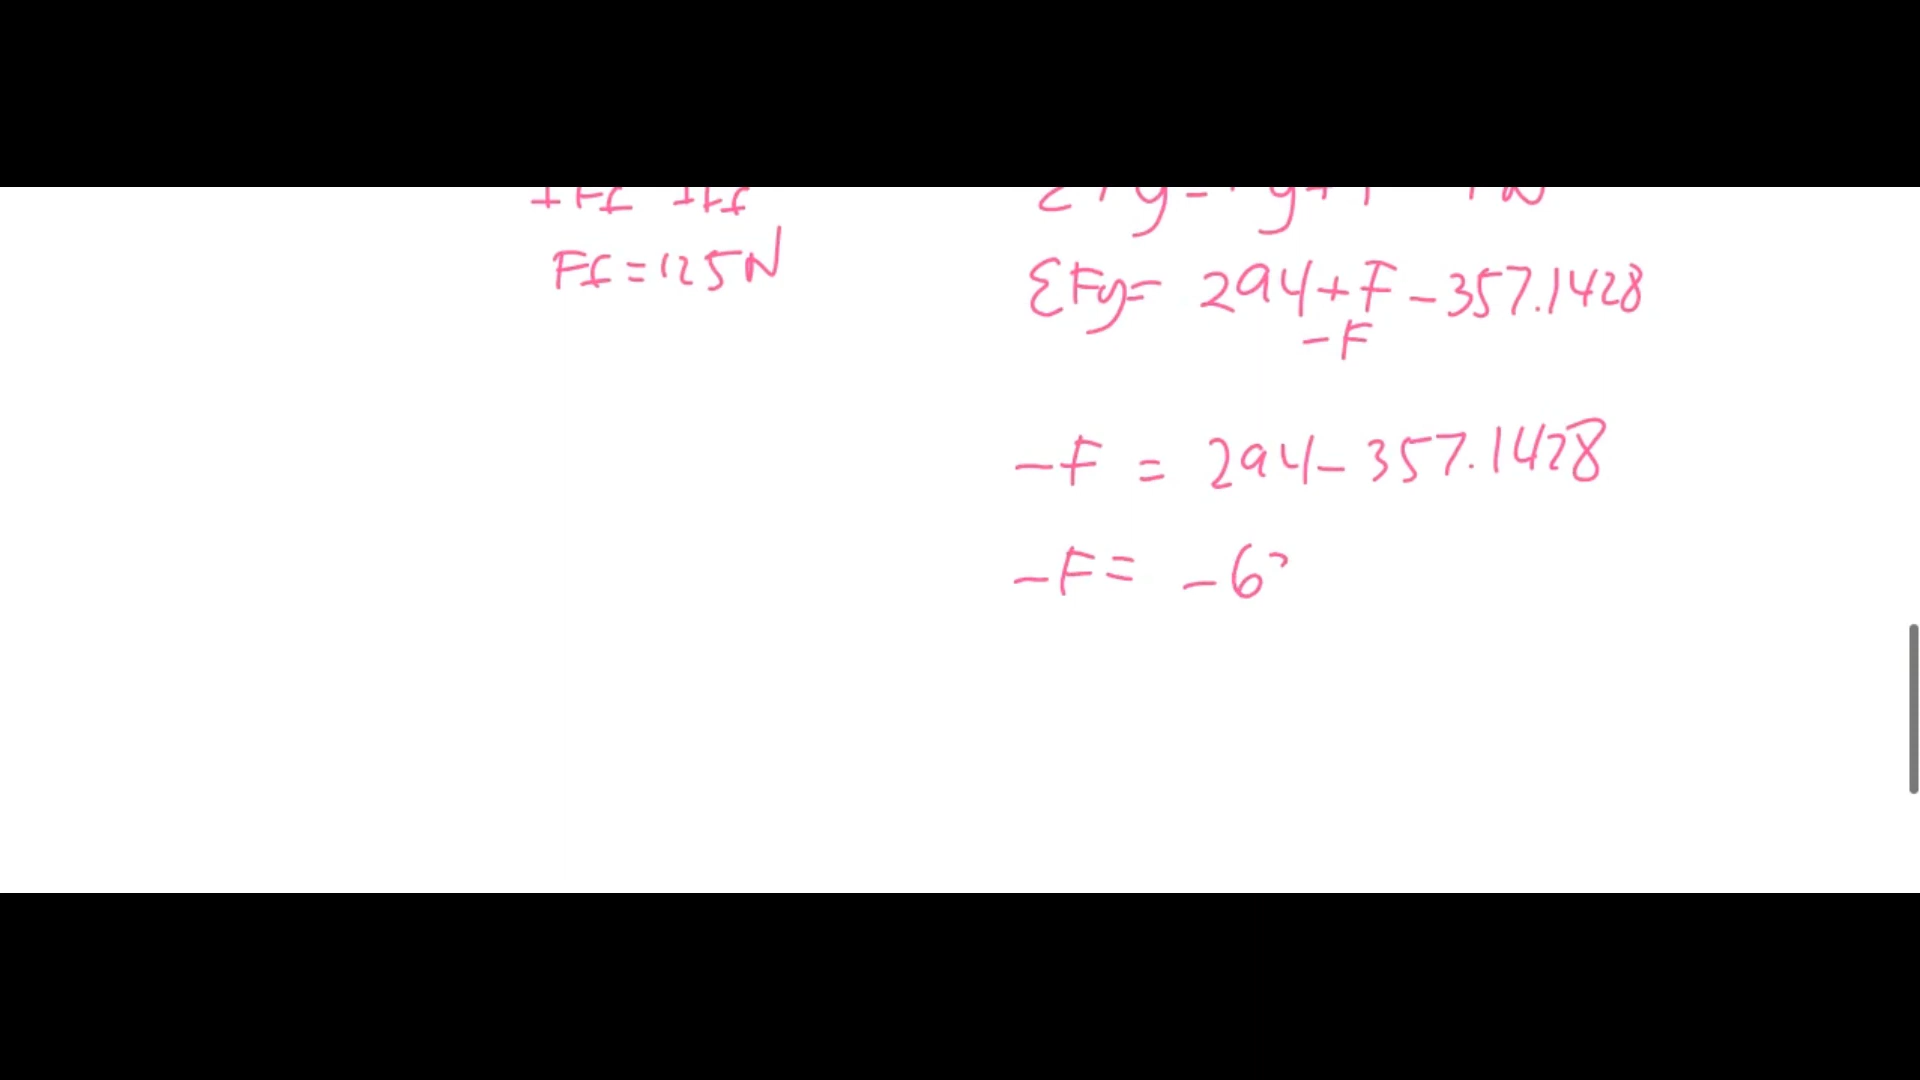 Ff = 125N
ΣFy = 294 + F - 357.1428
- F
-F = 294 - 357.1428
-F = - 6